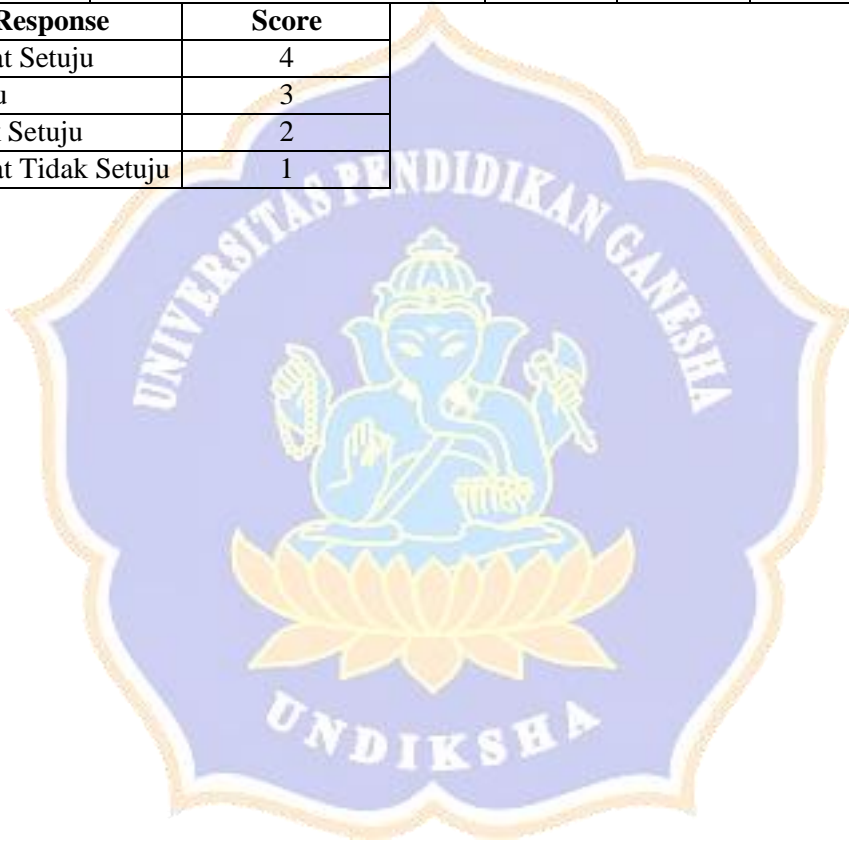 Response Score
at Setuju 4
u 3
Setuju 2
at Tidak Setuju 1
UNIVERSITAS PENDIDIKAN GANESHA
UNDIKSHA